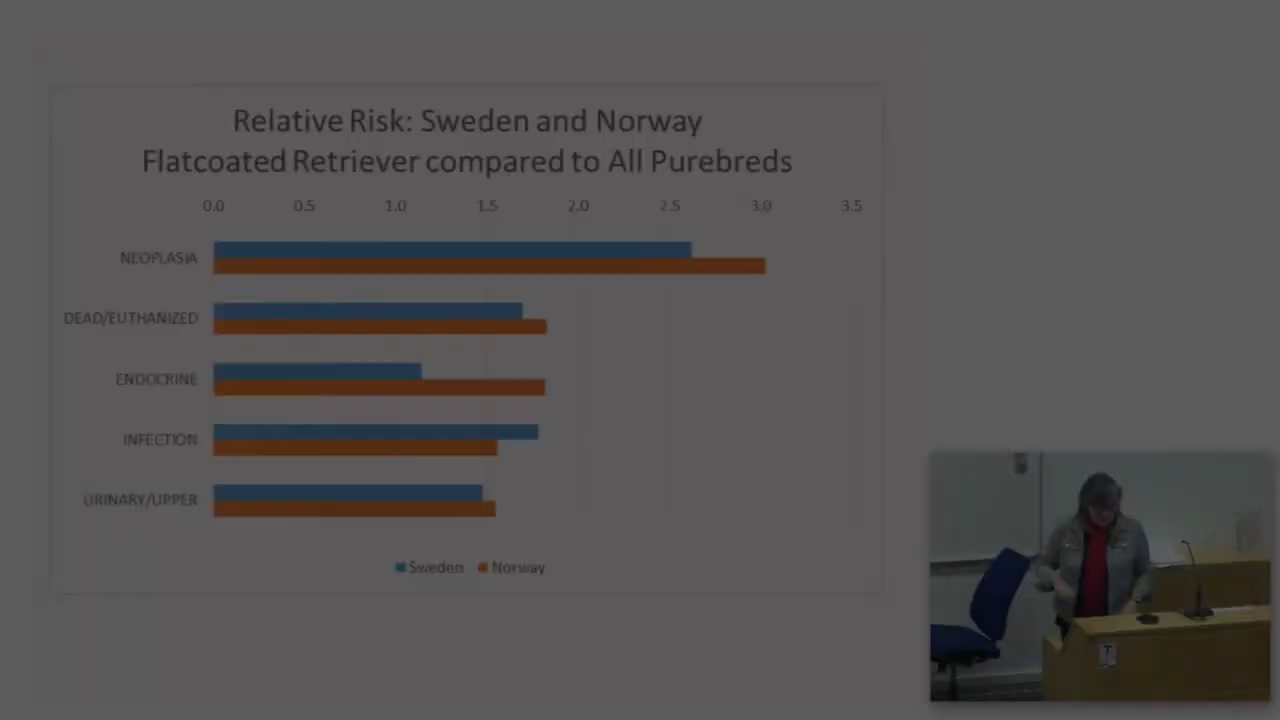 Relative Risk: Sweden and Norway
Flatcoated Retriever compared to All Purebreds
0.0 0.5 1.0 1.5 2.0 2.5 3.0 3.5
NEOPLASIA
DEAD/EUTHANIZED
ENDOCRINE
INFECTION
URINARY/UPPER
Sweden Norway